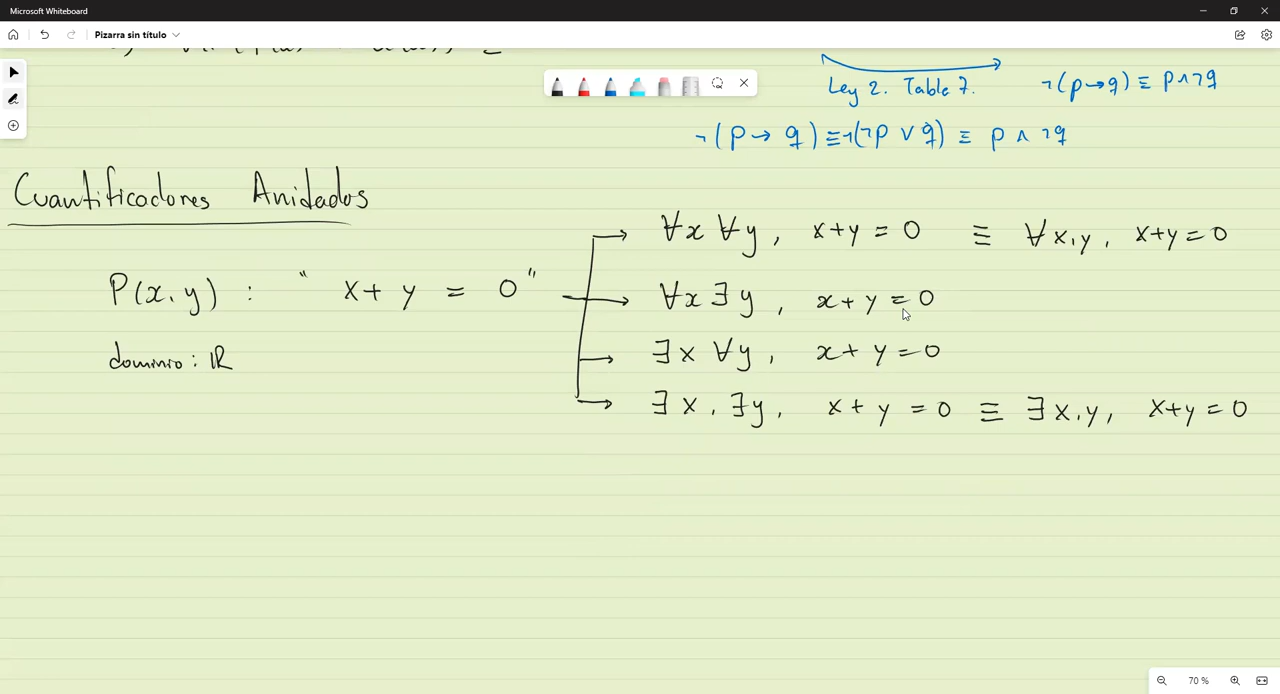 Microsoft Whiteboard
Pizarra sin título
Ley 2. Table 7. ¬(p→q) ≡ p∧¬q
¬(p → q) ≡ ¬(¬p ∨ q) ≡ p ∧ ¬q
Cuantificadores Anidados
∀x ∀y, x+y = 0 ≡ ∀x,y, x+y = 0
P(x,y) : " x + y = 0 "
∀x ∃y, x+y = 0
dominio: ℝ
∃x ∀y, x+y = 0
∃x, ∃y, x+y = 0 ≡ ∃x,y, x+y = 0
70 %